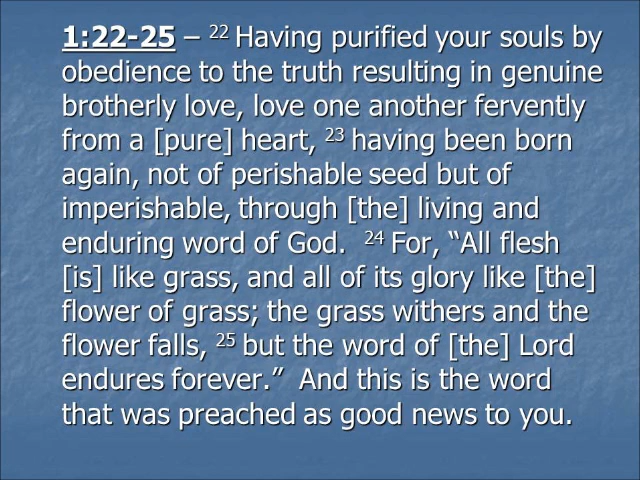 1:22-25 – 22 Having purified your souls by
obedience to the truth resulting in genuine
brotherly love, love one another fervently
from a [pure] heart, 23 having been born
again, not of perishable seed but of
imperishable, through [the] living and
enduring word of God.  24 For, “All flesh
[is] like grass, and all of its glory like [the]
flower of grass; the grass withers and the
flower falls, 25 but the word of [the] Lord
endures forever.”  And this is the word
that was preached as good news to you.